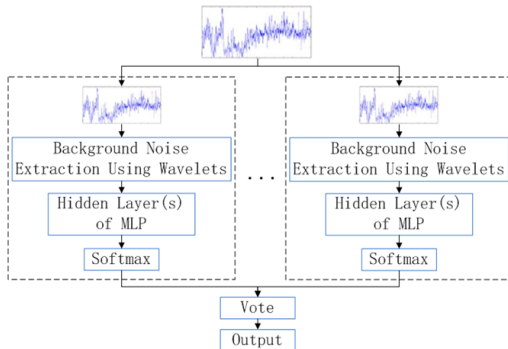 Background Noise
Extraction Using Wavelets
Hidden Layer(s)
of MLP
Softmax
...
Background Noise
Extraction Using Wavelets
Hidden Layer(s)
of MLP
Softmax
Vote
Output